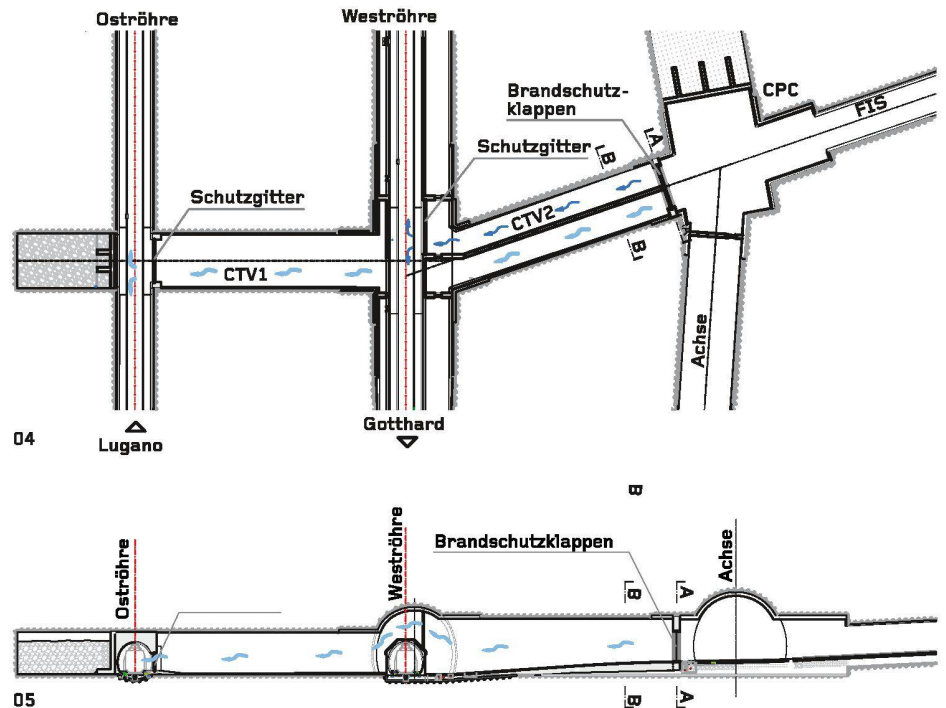 Oströhre
Weströhre
Brandschutz-
klappen
CPC
FIS
Schutzgitter
A
B
Schutzgitter
CTV2
CTV1
B
A
Achse
04
Lugano
Gotthard
B
Oströhre
Weströhre
Brandschutzklappen
Achse
B
A
05
B
A